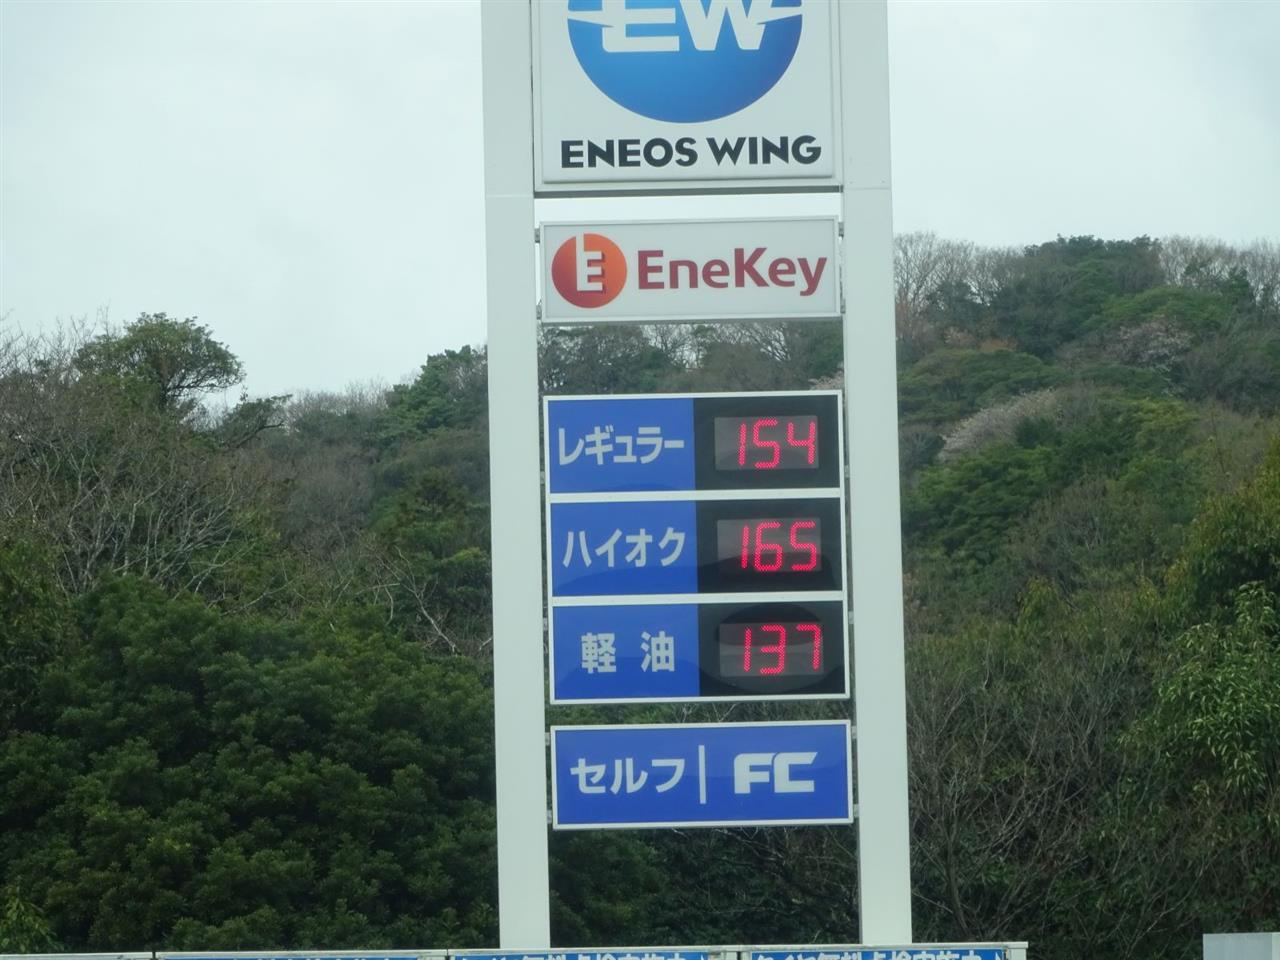 EW
ENEOS WING
E EneKey
レギュラー 154
ハイオク 165
軽油 137
セルフ FC